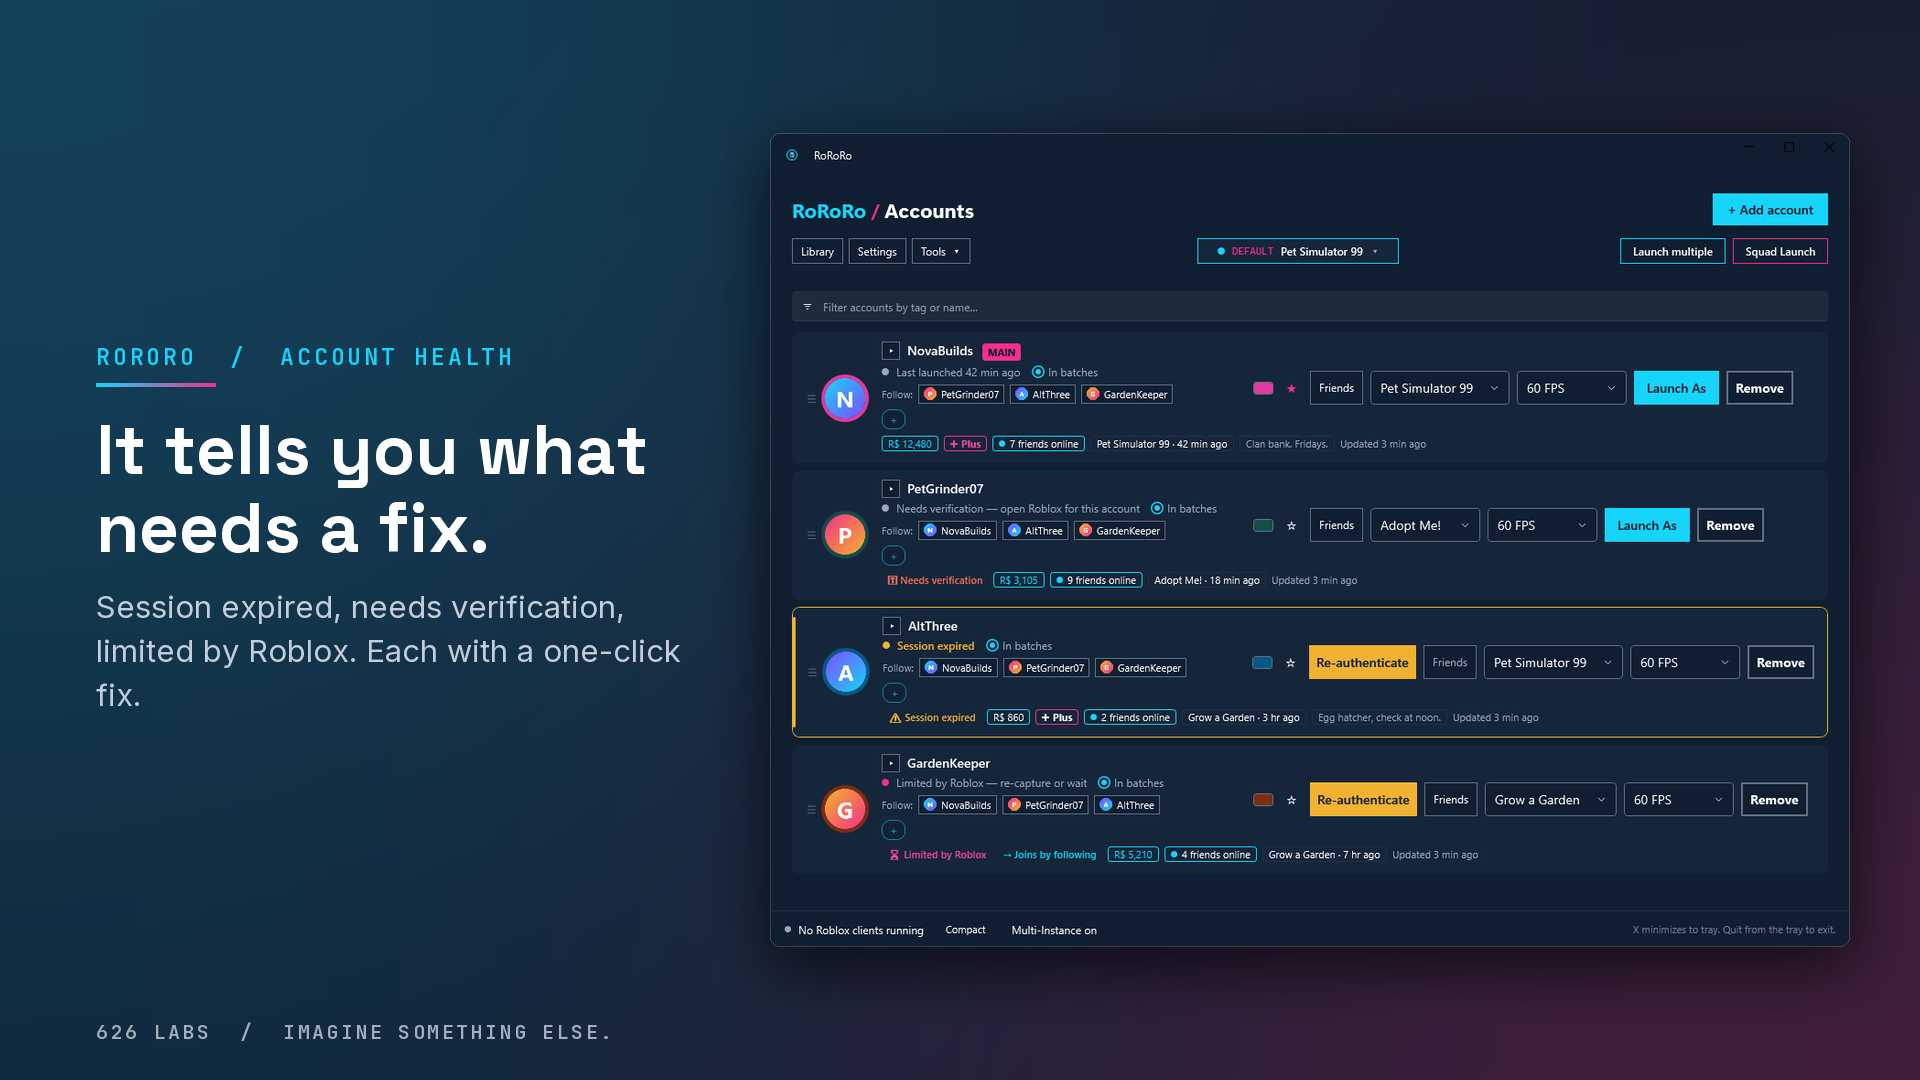 RORORO / ACCOUNT HEALTH
It tells you what
needs a fix.
Session expired, needs verification,
limited by Roblox. Each with a one-click
fix.
626 LABS / IMAGINE SOMETHING ELSE.
RoRoRo
RoRoRo / Accounts
+ Add account
Library Settings Tools
DEFAULT Pet Simulator 99
Launch multiple Squad Launch
Filter accounts by tag or name...
N
NovaBuilds MAIN
Last launched 42 min ago In batches
Follow: P PetGrinder07 A AltThree G GardenKeeper
+
Friends Pet Simulator 99 60 FPS Launch As Remove
R$ 12,480 + Plus 7 friends online Pet Simulator 99 · 42 min ago Clan bank. Fridays. Updated 3 min ago
P
PetGrinder07
Needs verification — open Roblox for this account In batches
Follow: N NovaBuilds A AltThree G GardenKeeper
+
Friends Adopt Me! 60 FPS Launch As Remove
Needs verification R$ 3,105 9 friends online Adopt Me! · 18 min ago Updated 3 min ago
A
AltThree
Session expired In batches
Follow: N NovaBuilds P PetGrinder07 G GardenKeeper
+
Re-authenticate Friends Pet Simulator 99 60 FPS Remove
Session expired R$ 860 + Plus 2 friends online Grow a Garden · 3 hr ago Egg hatcher, check at noon. Updated 3 min ago
G
GardenKeeper
Limited by Roblox — re-capture or wait In batches
Follow: N NovaBuilds P PetGrinder07 A AltThree
+
Re-authenticate Friends Grow a Garden 60 FPS Remove
Limited by Roblox → Joins by following R$ 5,210 4 friends online Grow a Garden · 7 hr ago Updated 3 min ago
No Roblox clients running Compact Multi-Instance on
X minimizes to tray. Quit from the tray to exit.